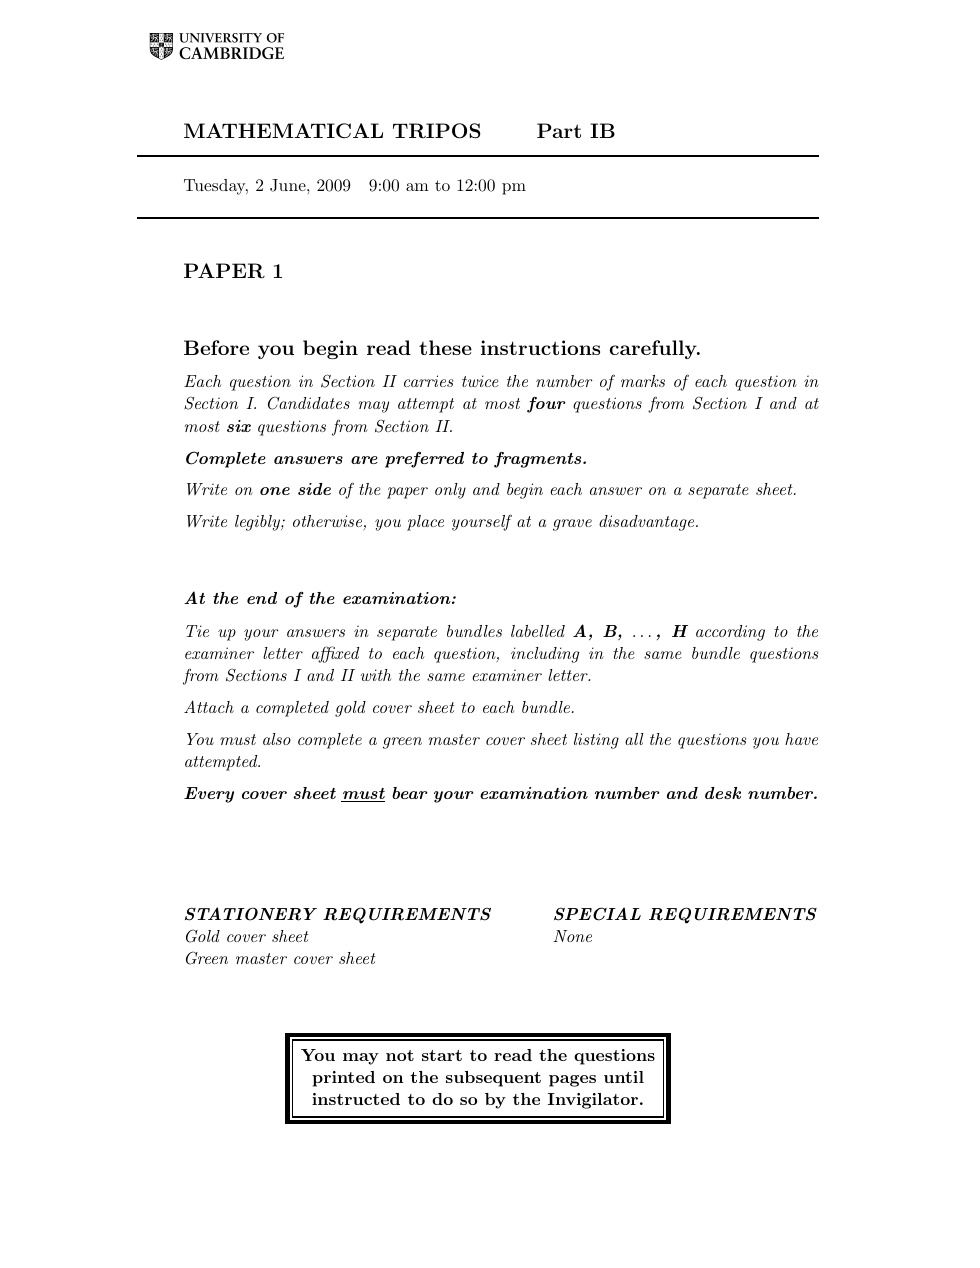 UNIVERSITY OF
CAMBRIDGE
MATHEMATICAL TRIPOS Part IB
Tuesday, 2 June, 2009 9:00 am to 12:00 pm
PAPER 1
Before you begin read these instructions carefully.
Each question in Section II carries twice the number of marks of each question in
Section I. Candidates may attempt at most four questions from Section I and at
most six questions from Section II.
Complete answers are preferred to fragments.
Write on one side of the paper only and begin each answer on a separate sheet.
Write legibly; otherwise, you place yourself at a grave disadvantage.
At the end of the examination:
Tie up your answers in separate bundles labelled A, B, . . . , H according to the
examiner letter affixed to each question, including in the same bundle questions
from Sections I and II with the same examiner letter.
Attach a completed gold cover sheet to each bundle.
You must also complete a green master cover sheet listing all the questions you have
attempted.
Every cover sheet must bear your examination number and desk number.
STATIONERY REQUIREMENTS SPECIAL REQUIREMENTS
Gold cover sheet None
Green master cover sheet
You may not start to read the questions
printed on the subsequent pages until
instructed to do so by the Invigilator.